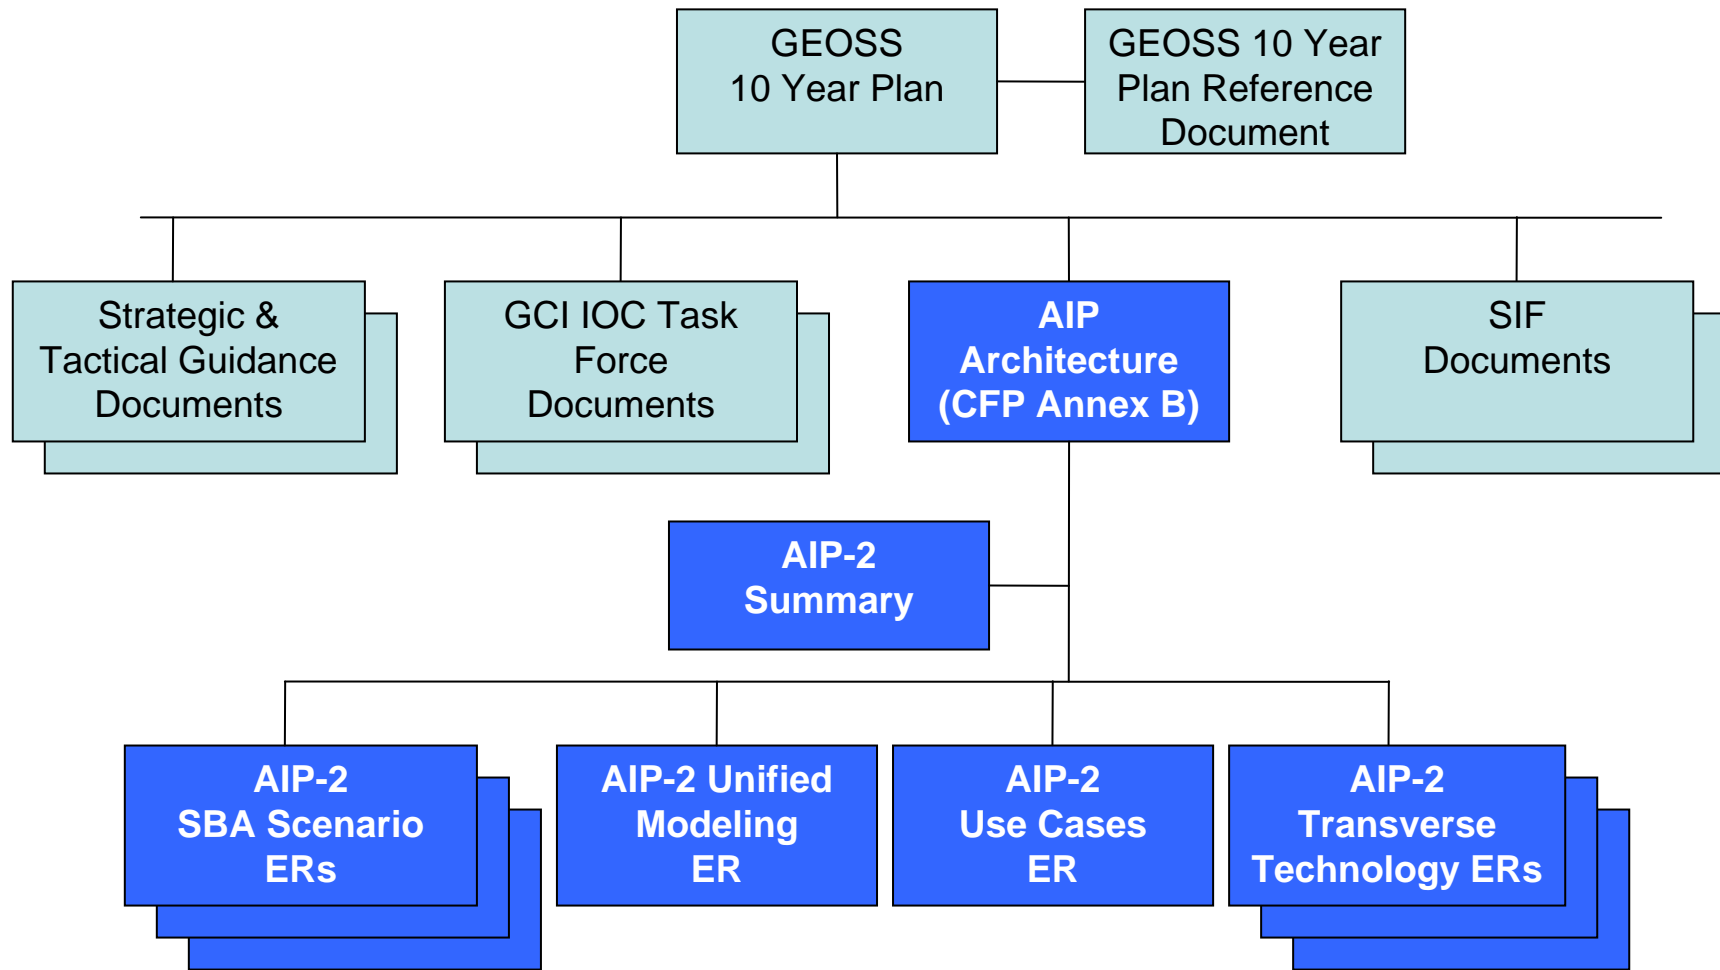 GEOSS
10 Year Plan
GEOSS 10 Year
Plan Reference
Document
Strategic &
Tactical Guidance
Documents
GCI IOC Task
Force
Documents
AIP
Architecture
(CFP Annex B)
SIF
Documents
AIP-2
Summary
AIP-2
SBA Scenario
ERs
AIP-2 Unified
Modeling
ER
AIP-2
Use Cases
ER
AIP-2
Transverse
Technology ERs